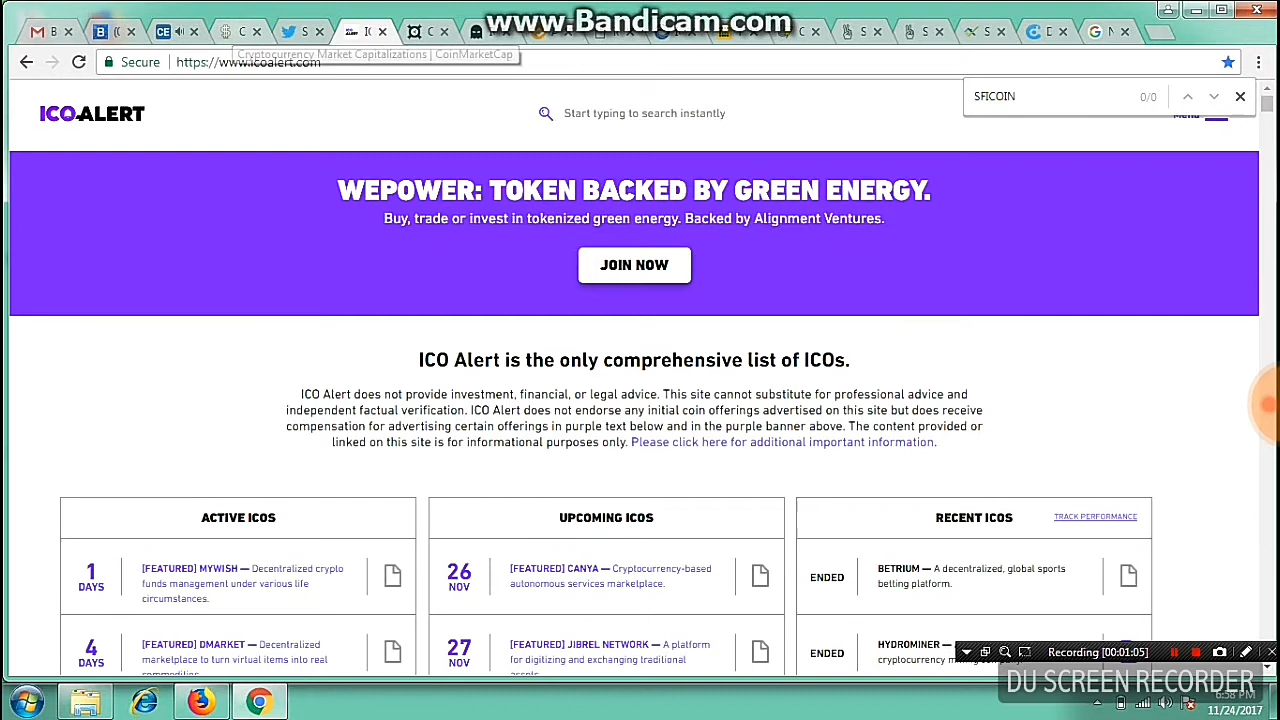 www.Bandicam.com
B
CE
S
Cryptocurrency Market Capitalizations | CoinMarketCap
Secure https://www.icoalert.com
SFICOIN 0/0
ICO ALERT
Start typing to search instantly
WEPOWER: TOKEN BACKED BY GREEN ENERGY.
Buy, trade or invest in tokenized green energy. Backed by Alignment Ventures.
JOIN NOW
ICO Alert is the only comprehensive list of ICOs.
ICO Alert does not provide investment, financial, or legal advice. This site cannot substitute for professional advice and
independent factual verification. ICO Alert does not endorse any initial coin offerings advertised on this site but does receive
compensation for advertising certain offerings in purple text below and in the purple banner above. The content provided or
linked on this site is for informational purposes only. Please click here for additional important information.
ACTIVE ICOS
1
DAYS
[FEATURED] MYWISH — Decentralized crypto
funds management under various life
circumstances.
4
DAYS
[FEATURED] DMARKET — Decentralized
marketplace to turn virtual items into real
UPCOMING ICOS
26
NOV
[FEATURED] CANYA — Cryptocurrency-based
autonomous services marketplace.
27
NOV
[FEATURED] JIBREL NETWORK — A platform
for digitizing and exchanging traditional
assets.
RECENT ICOS TRACK PERFORMANCE
ENDED
BETRIUM — A decentralized, global sports
betting platform.
ENDED
HYDROMINER —
cryptocurrency
Recording [00:01:05]
DU SCREEN RECORDER
6:58 PM
11/24/2017